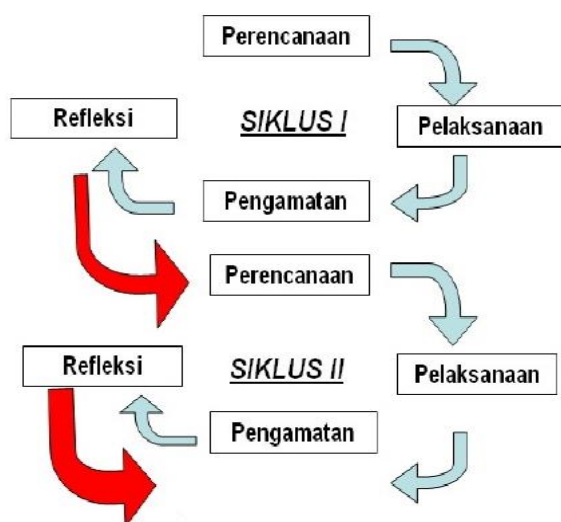 Perencanaan
Refleksi
SIKLUS I
Pelaksanaan
Pengamatan
Perencanaan
Refleksi
SIKLUS II
Pelaksanaan
Pengamatan